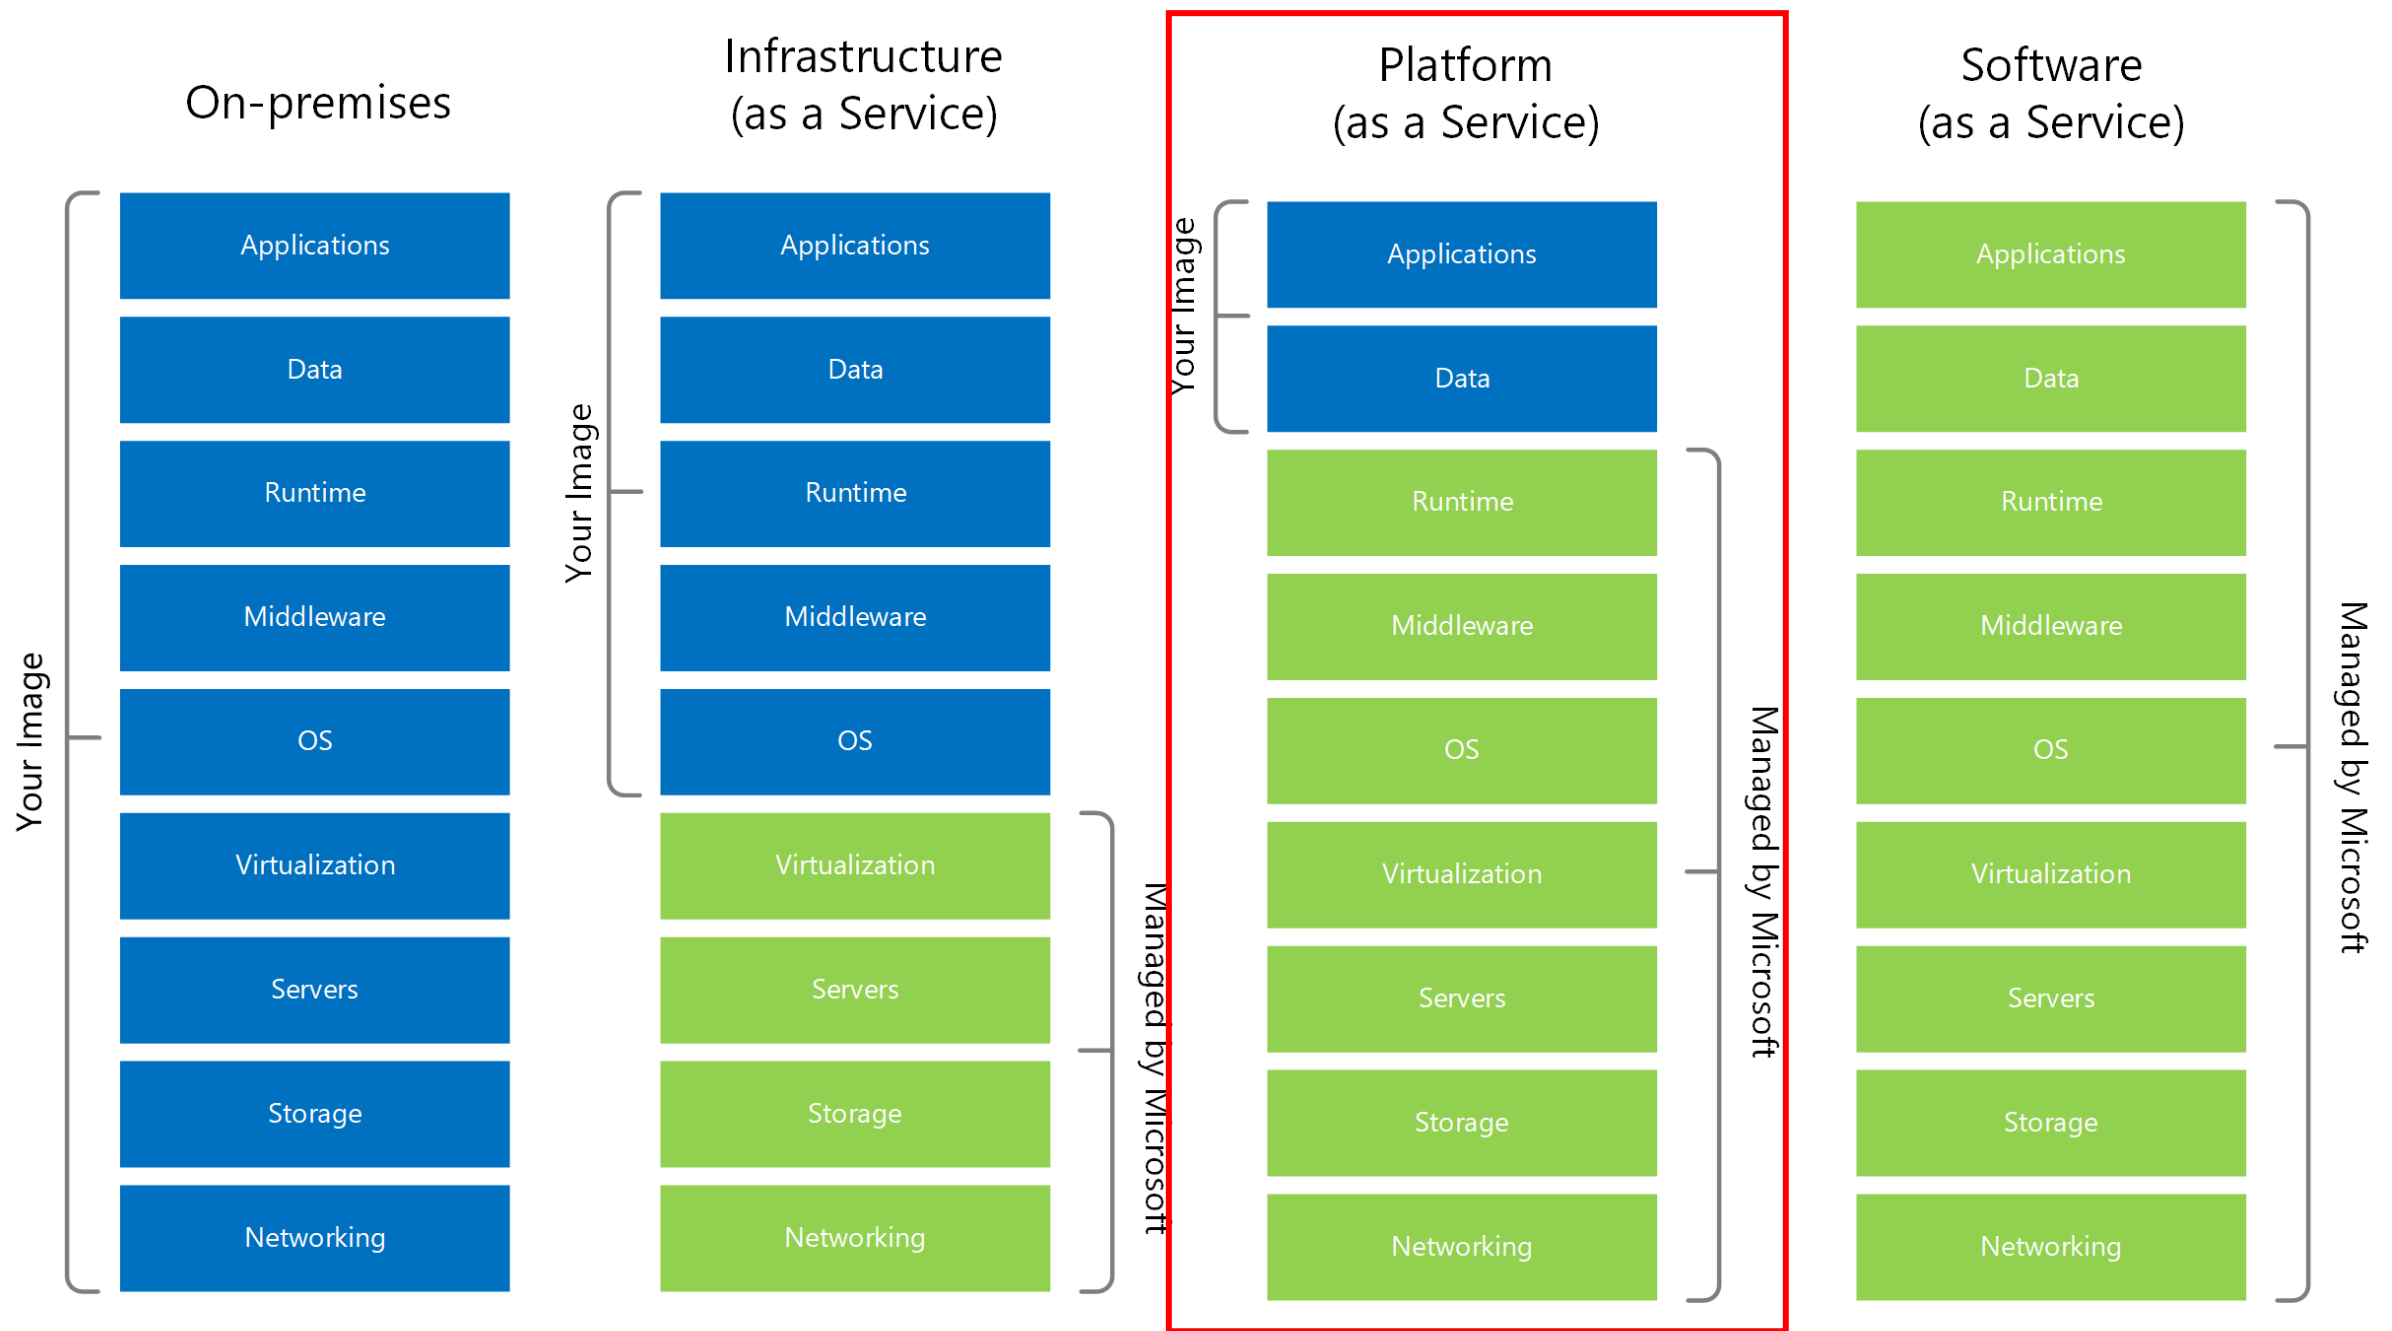 On-premises
Your Image
Applications
Data
Runtime
Middleware
OS
Virtualization
Servers
Storage
Networking
Infrastructure
(as a Service)
Your Image
Applications
Data
Runtime
Middleware
OS
Virtualization
Servers
Storage
Networking
Managed by Microsoft
Platform
(as a Service)
Your Image
Applications
Data
Runtime
Middleware
OS
Virtualization
Servers
Storage
Networking
Managed by Microsoft
Software
(as a Service)
Applications
Data
Runtime
Middleware
OS
Virtualization
Servers
Storage
Networking
Managed by Microsoft